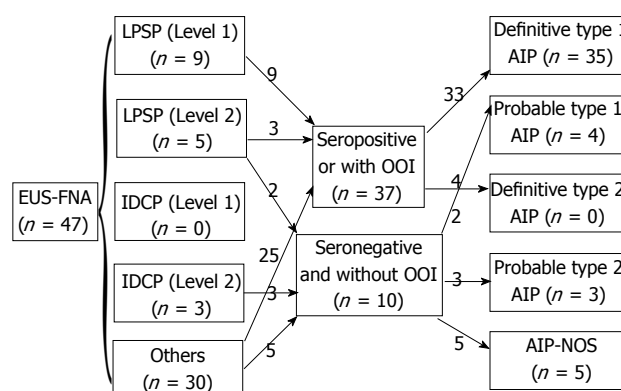 EUS-FNA
(n = 47)
LPSP (Level 1)
(n = 9)
LPSP (Level 2)
(n = 5)
IDCP (Level 1)
(n = 0)
IDCP (Level 2)
(n = 3)
Others
(n = 30)
9
3
2
25
3
5
Seropositive
or with OOI
(n = 37)
Seronegative
and without OOI
(n = 10)
33
4
2
3
5
Definitive type 1
AIP (n = 35)
Probable type 1
AIP (n = 4)
Definitive type 2
AIP (n = 0)
Probable type 2
AIP (n = 3)
AIP-NOS
(n = 5)